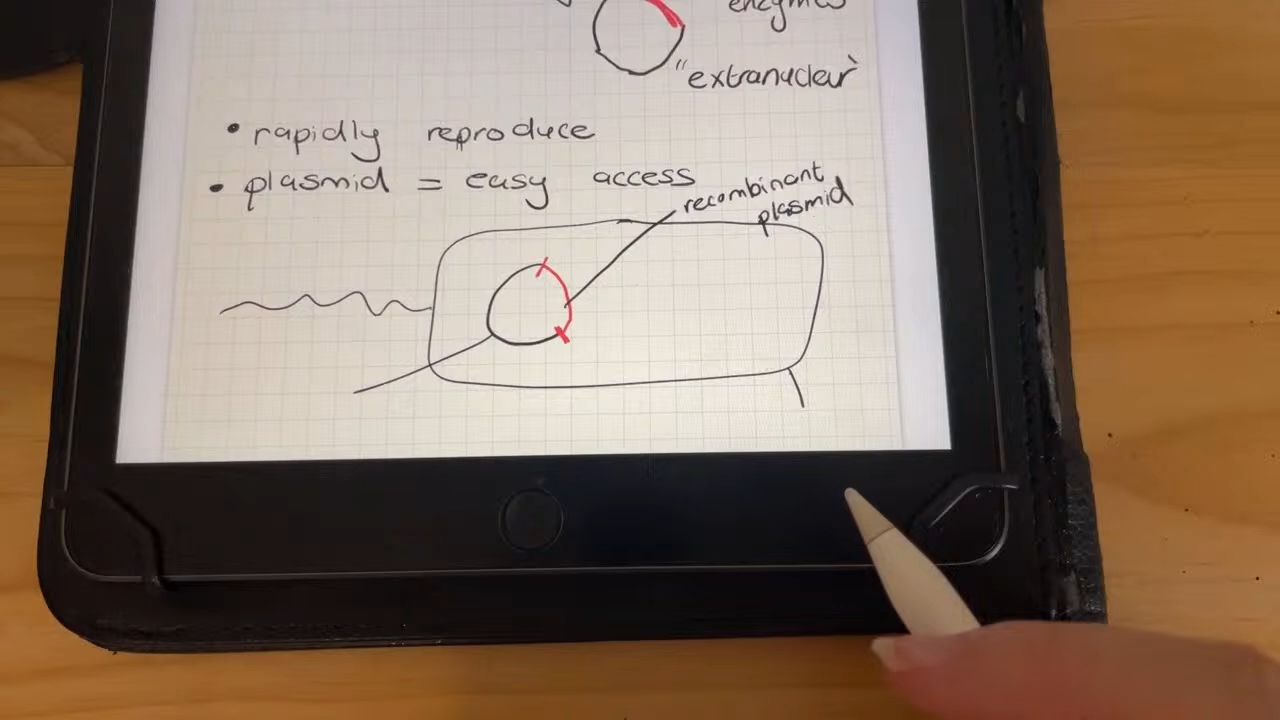 enzymes
"extranuclear"
• rapidly reproduce
• plasmid = easy access
recombinant
plasmid